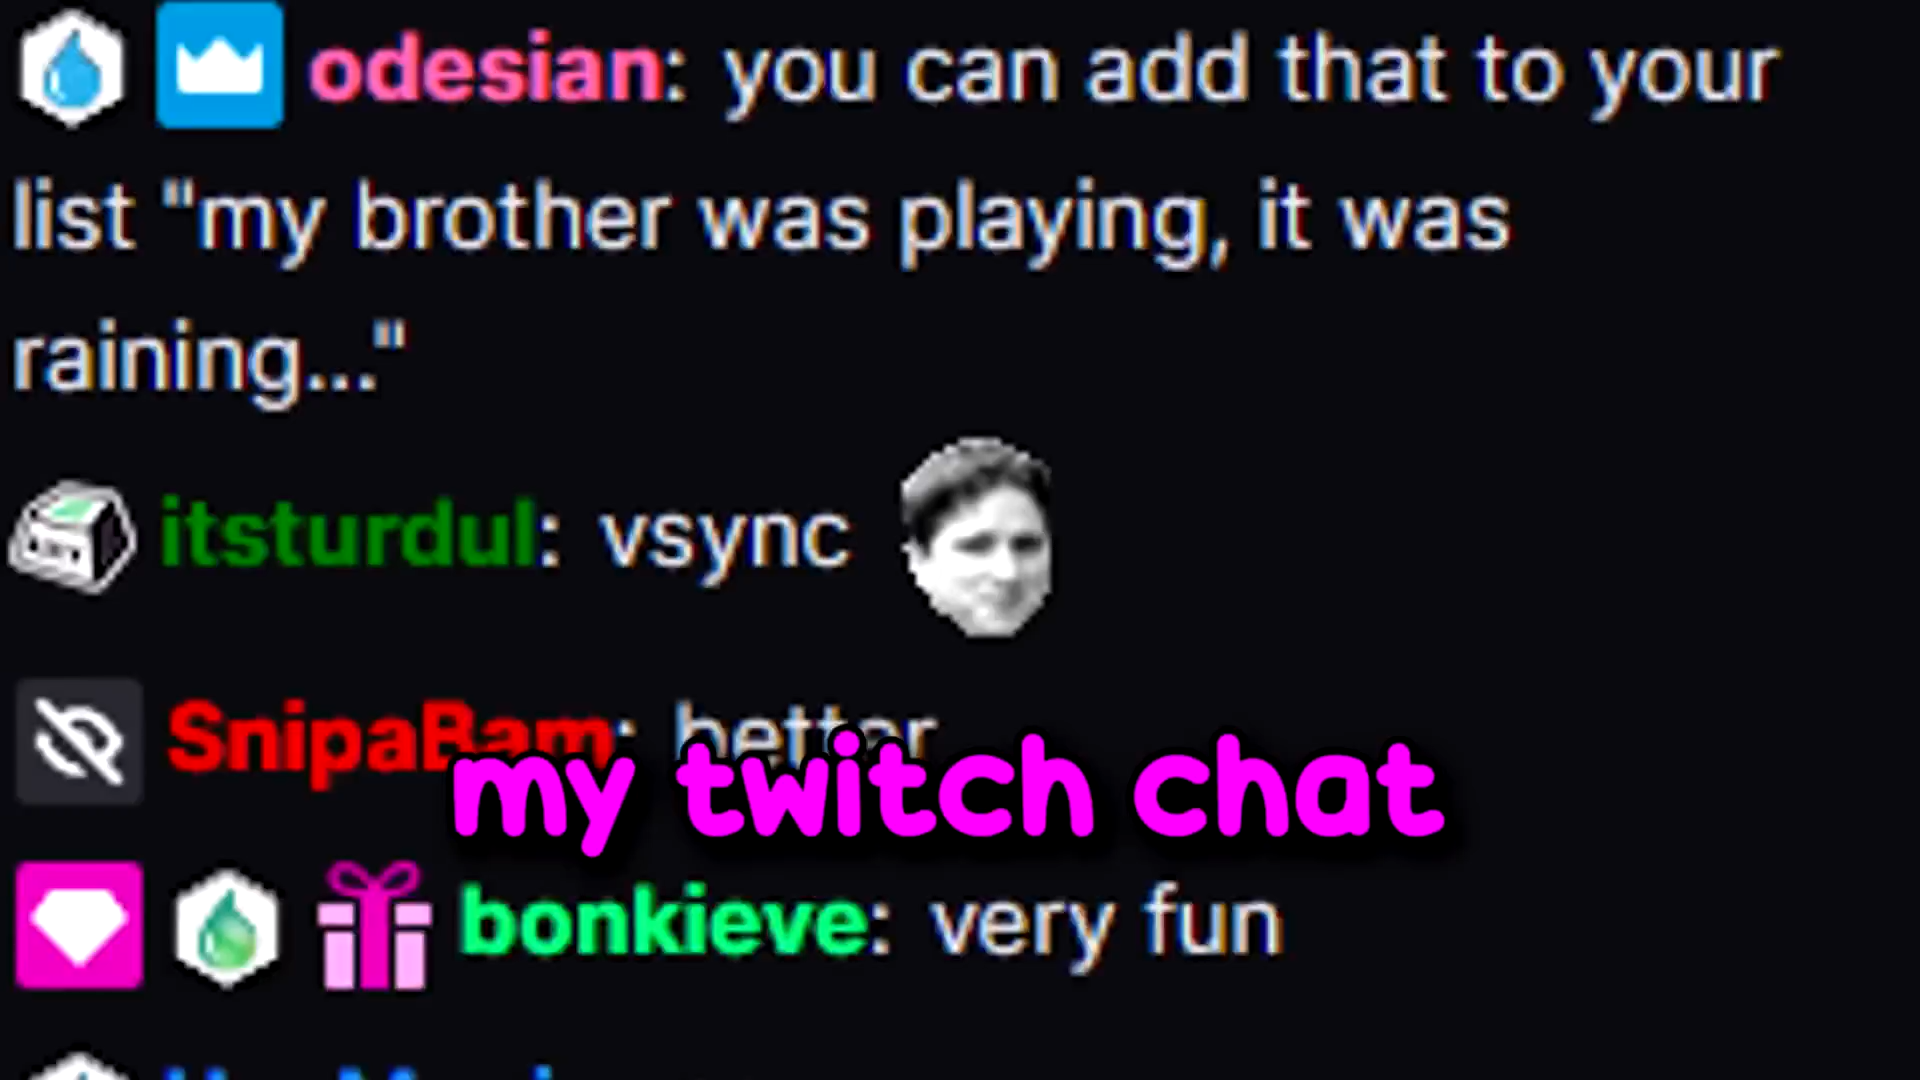 odesian: you can add that to your
list "my brother was playing, it was
raining..."
itsturdul: vsync
SnipaBam: better
my twitch chat
bonkieve: very fun